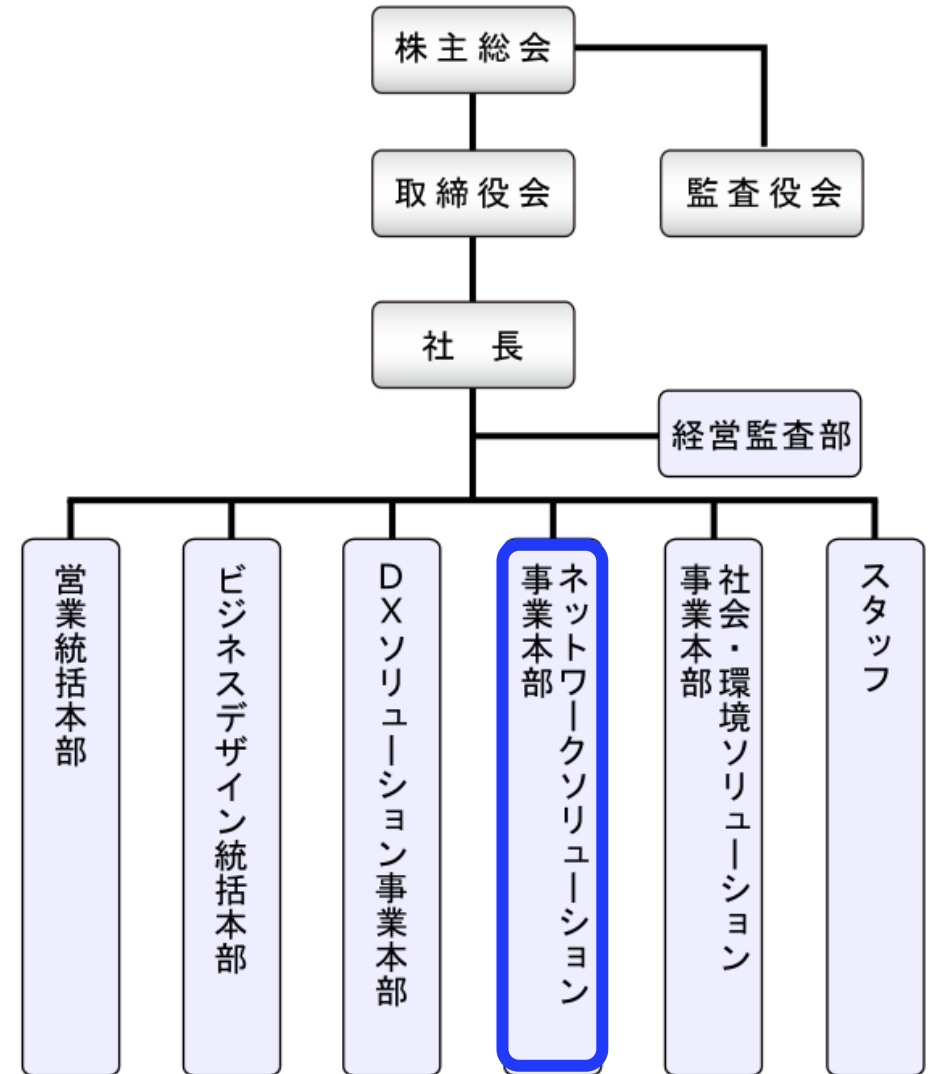 株主総会
取締役会
監査役会
社　長
経営監査部
営業統括本部
ビジネスデザイン統括本部
DXソリューション事業本部
ネットワークソリューション
事業本部
社会・環境ソリューション
事業本部
スタッフ